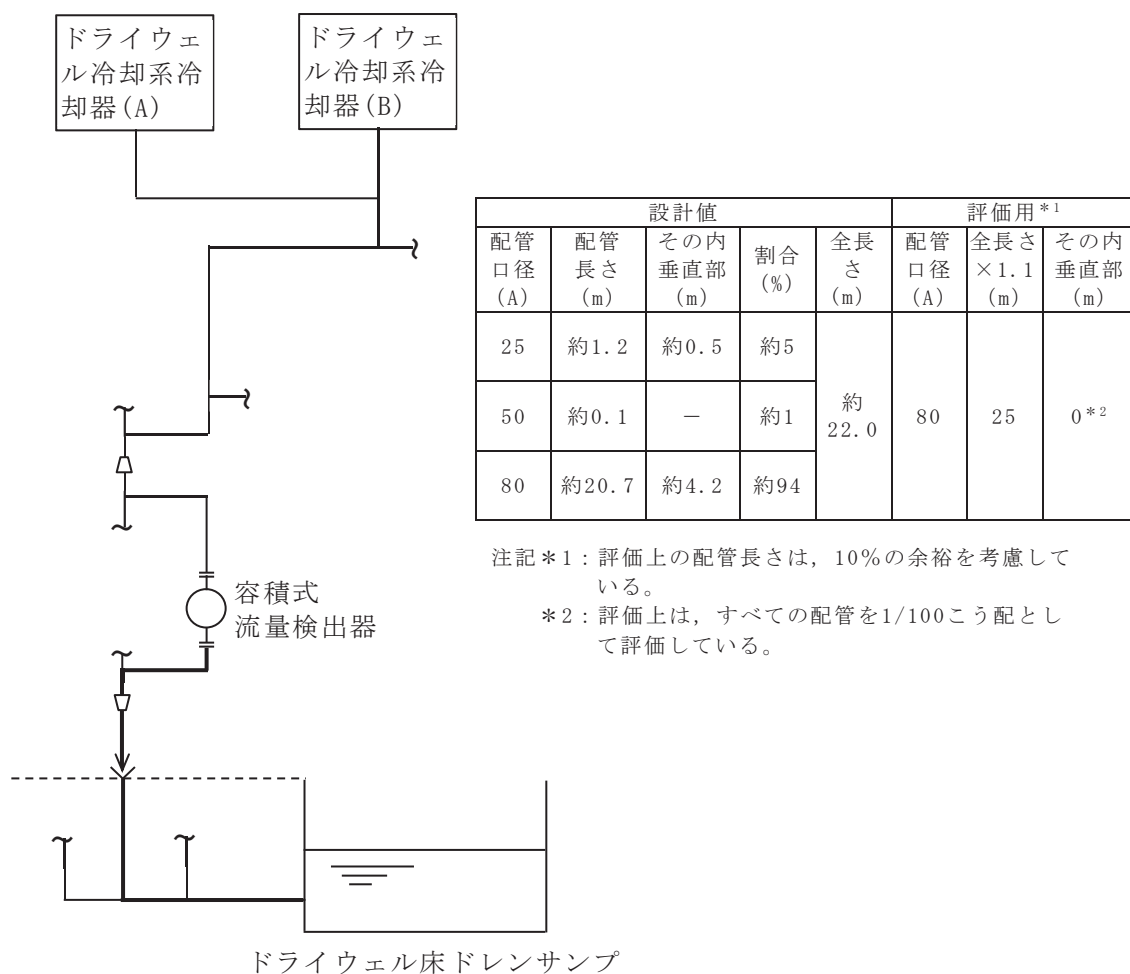 ドライウェ
ル冷却系冷
却器(A)
ドライウェ
ル冷却系冷
却器(B)
設計値 評価用*1
配管口径(A) 配管長さ(m) その内垂直部(m) 割合(%) 全長さ(m) 配管口径(A) 全長さ×1.1(m) その内垂直部(m)
25 約1.2 約0.5 約5 約22.0 80 25 0*2
50 約0.1 － 約1
80 約20.7 約4.2 約94
注記*1：評価上の配管長さは，10％の余裕を考慮して
いる。
*2：評価上は，すべての配管を1/100こう配とし
て評価している。
容積式
流量検出器
ドライウェル床ドレンサンプ